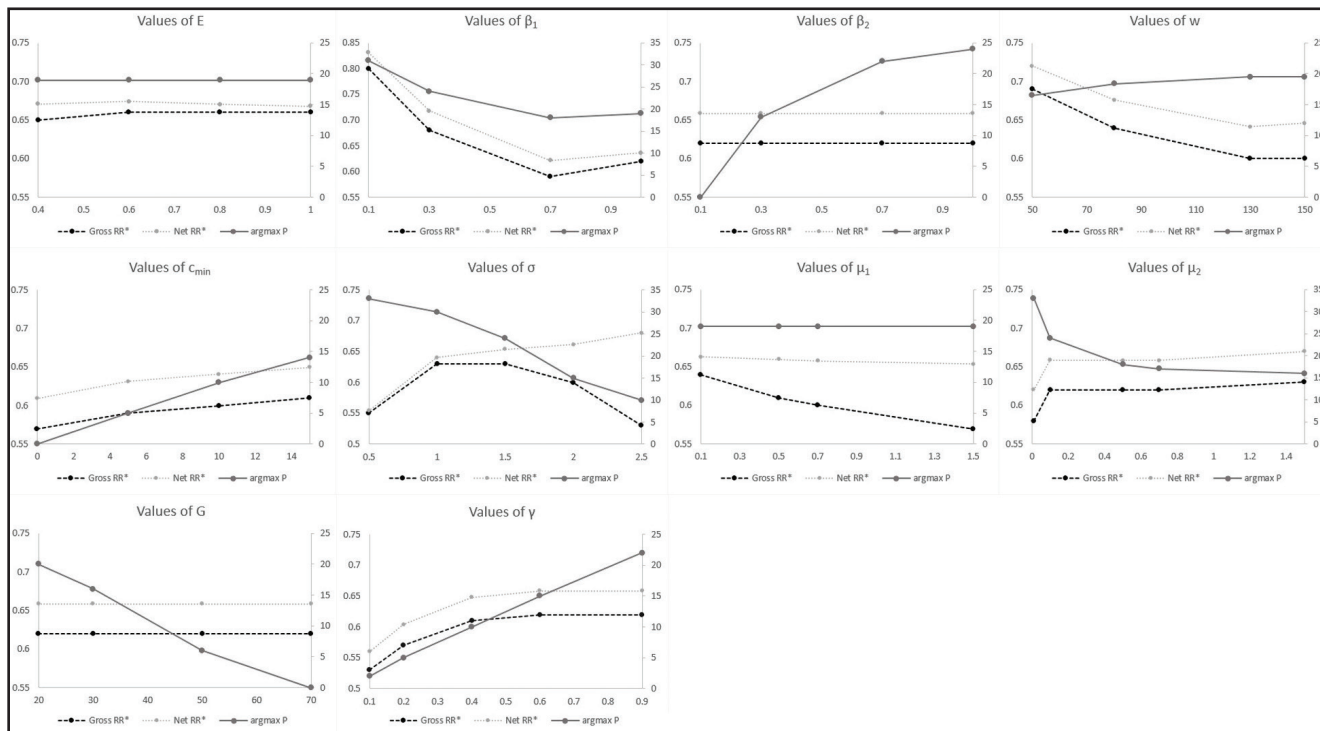 Values of E
0.75 25
0.70 20
0.65 15
0.60 10
5
0.55 0
0.4 0.5 0.6 0.7 0.8 0.9 1
Gross RR* Net RR* argmax P
Values of β₁
0.85 35
0.80 30
0.75 25
0.70 20
0.65 15
0.60 10
5
0.55 0
0.1 0.3 0.5 0.7 0.9
Gross RR* Net RR* argmax P
Values of β₂
0.75 25
0.7 20
0.65 15
10
0.6 5
0.55 0
0.1 0.3 0.5 0.7 0.9
Gross RR* Net RR* argmax P
Values of w
0.75 25
0.7 20
0.65 15
10
0.6 5
0.55 0
50 70 90 110 130 150
Gross RR* Net RR* argmax P
Values of cmin
0.75 25
0.7 20
0.65 15
10
0.6 5
0.55 0
0 2 4 6 8 10 12 14
Gross RR* Net RR* argmax P
Values of σ
0.75 35
0.7 30
0.65 25
20
0.6 15
10
0.55 5
0.5 0
0.5 1 1.5 2 2.5
Gross RR* Net RR* argmax P
Values of μ₁
0.75 25
0.7 20
0.65 15
10
0.6 5
0.55 0
0.1 0.3 0.5 0.7 0.9 1.1 1.3 1.5
Gross RR* Net RR* argmax P
Values of μ₂
0.75 35
30
0.7 25
20
0.65 15
0.6 10
5
0.55 0
0 0.2 0.4 0.6 0.8 1 1.2 1.4
Gross RR* Net RR* argmax P
Values of G
0.75 25
0.7 20
0.65 15
10
0.6 5
0.55 0
20 30 40 50 60 70
Gross RR* Net RR* argmax P
Values of γ
0.75 25
0.7 20
0.65 15
0.6 10
0.55 5
0.5 0
0.1 0.2 0.3 0.4 0.5 0.6 0.7 0.8 0.9
Gross RR* Net RR* argmax P